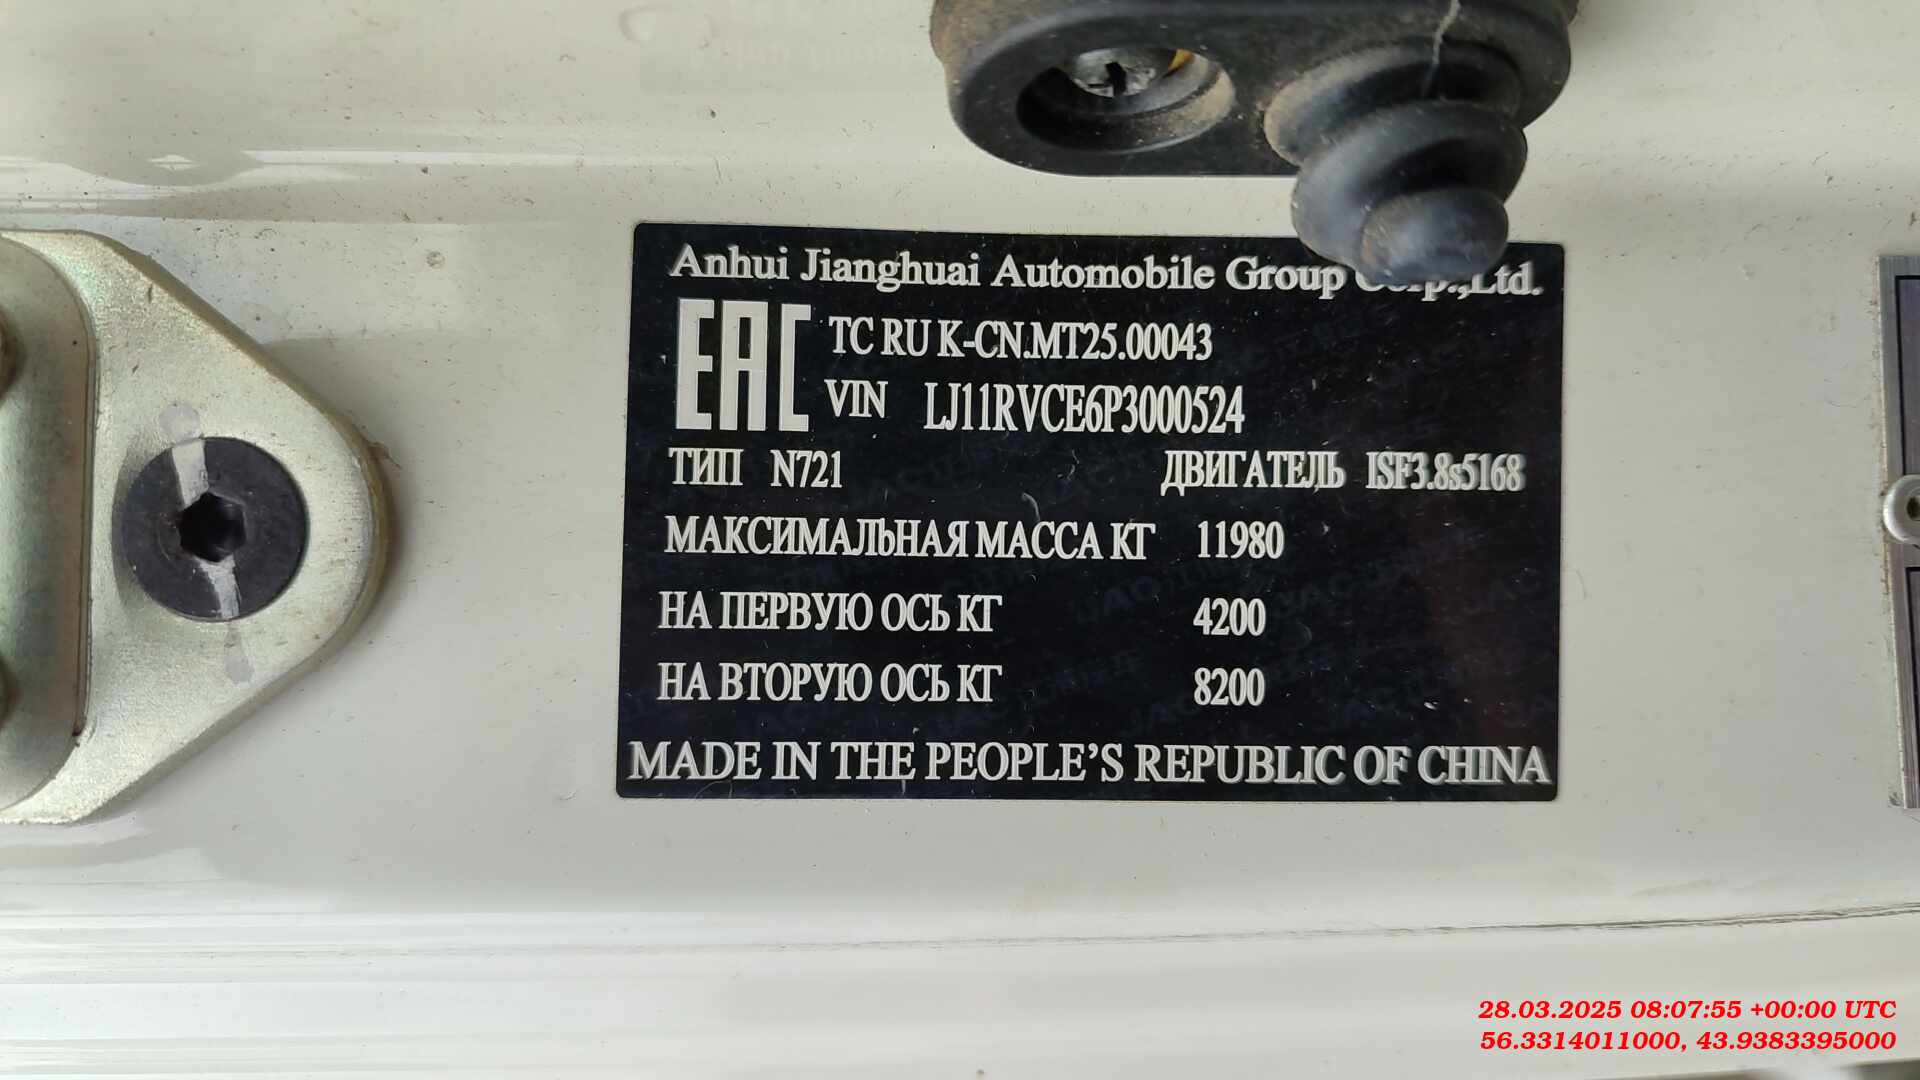 Anhui Jianghuai Automobile Group Corp.,Ltd.
EAC
TC RU K-CN.MT25.00043
VIN LJ11RVCE6P3000524
ТИП N721 ДВИГАТЕЛЬ ISF3.8s5168
МАКСИМАЛЬНАЯ МАССА КГ 11980
НА ПЕРВУЮ ОСЬ КГ 4200
НА ВТОРУЮ ОСЬ КГ 8200
MADE IN THE PEOPLE'S REPUBLIC OF CHINA
28.03.2025 08:07:55 +00:00 UTC
56.3314011000, 43.9383395000